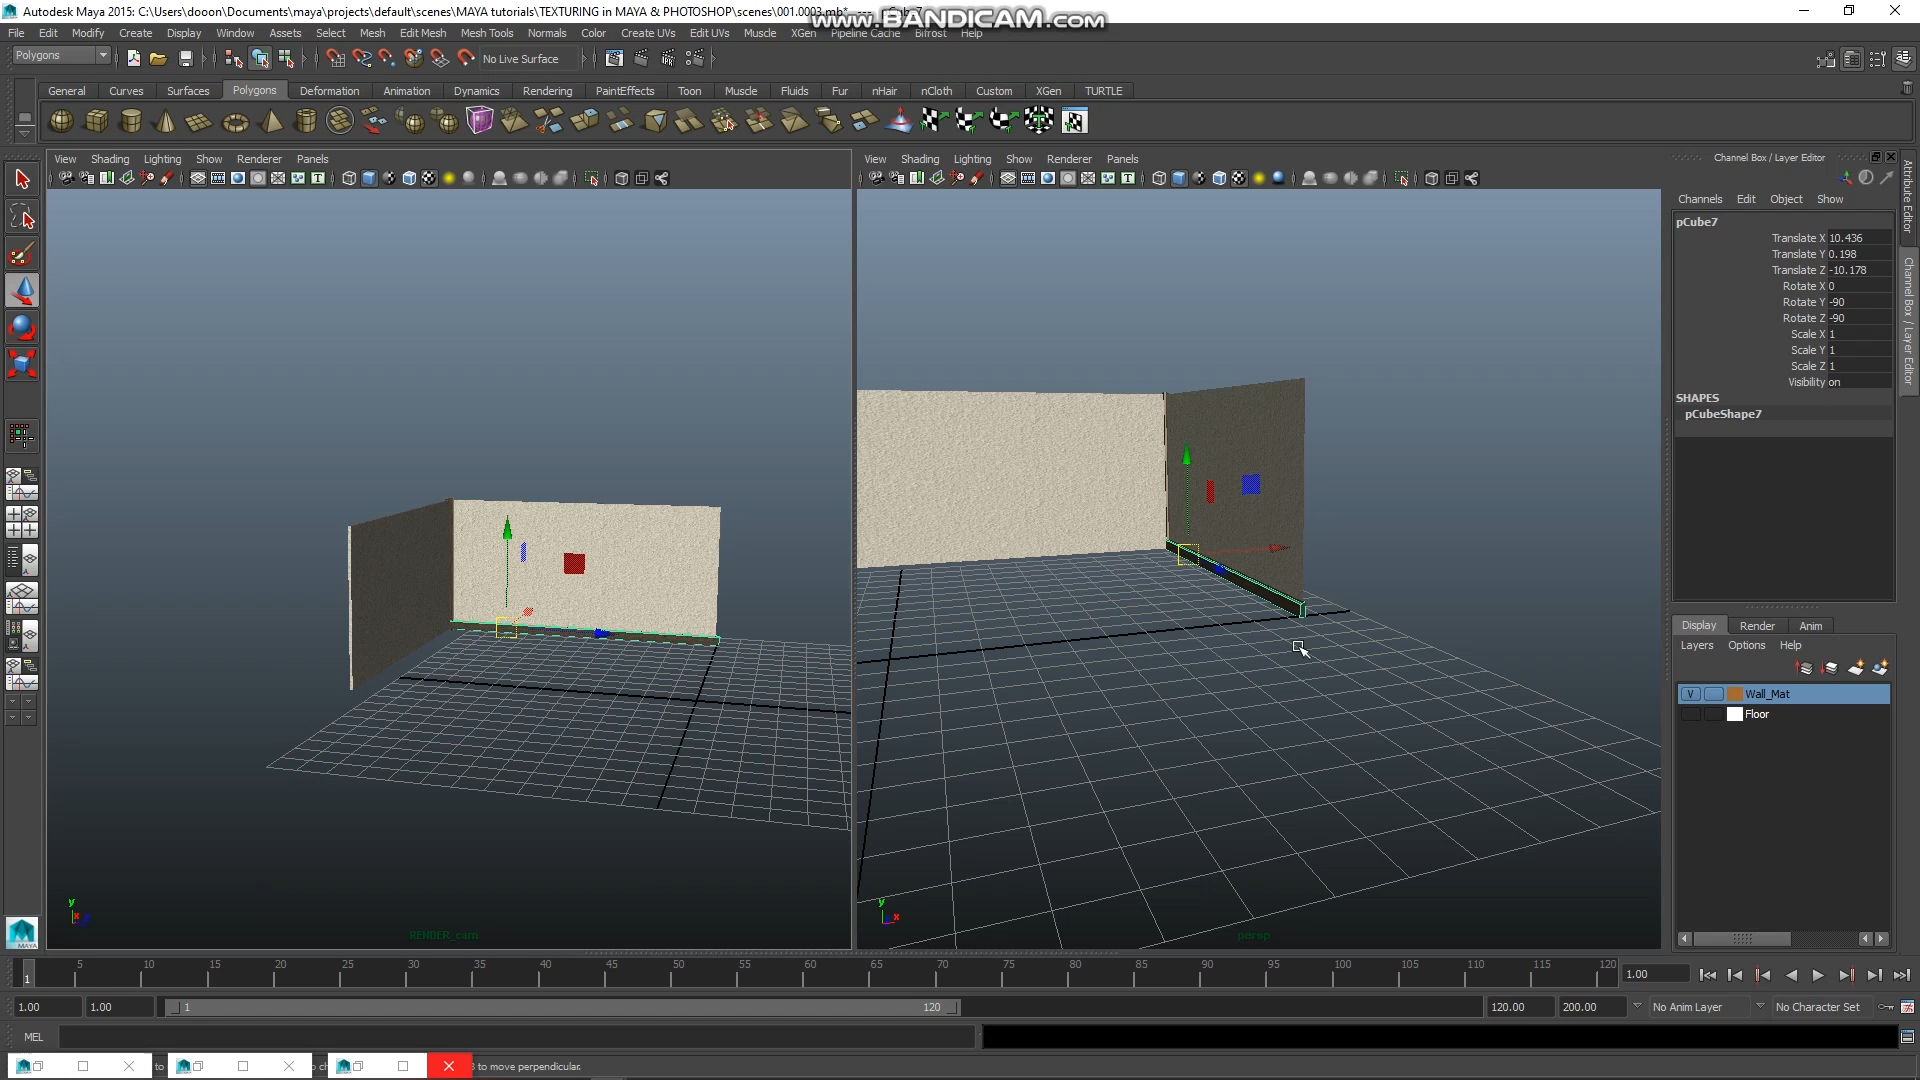 Autodesk Maya 2015: C:\Users\dooon\Documents\maya\projects\default\scenes\MAYA tutorials\TEXTURING in MAYA & PHOTOSHOP\scenes\001.0003.mb* --- pCube7
www.BANDICAM.com
File Edit Modify Create Display Window Assets Select Mesh Edit Mesh Mesh Tools Normals Color Create UVs Edit UVs Muscle XGen Pipeline Cache Bifrost Help
Polygons No Live Surface
General Curves Surfaces Polygons Deformation Animation Dynamics Rendering PaintEffects Toon Muscle Fluids Fur nHair nCloth Custom XGen TURTLE
View Shading Lighting Show Renderer Panels
View Shading Lighting Show Renderer Panels
Channel Box / Layer Editor
Channels Edit Object Show
pCube7
Translate X 10.436
Translate Y 0.198
Translate Z -10.178
Rotate X 0
Rotate Y -90
Rotate Z -90
Scale X 1
Scale Y 1
Scale Z 1
Visibility on
SHAPES
pCubeShape7
Attribute Editor
Channel Box / Layer Editor
Display Render Anim
Layers Options Help
V Wall_Mat
Floor
y
x
z
RENDER_cam
y
x
persp
1 5 10 15 20 25 30 35 40 45 50 55 60 65 70 75 80 85 90 95 100 105 110 115 120 1.00
1.00 1.00 1 120 120.00 200.00 No Anim Layer No Character Set
MEL
to move perpendicular.
MAYA